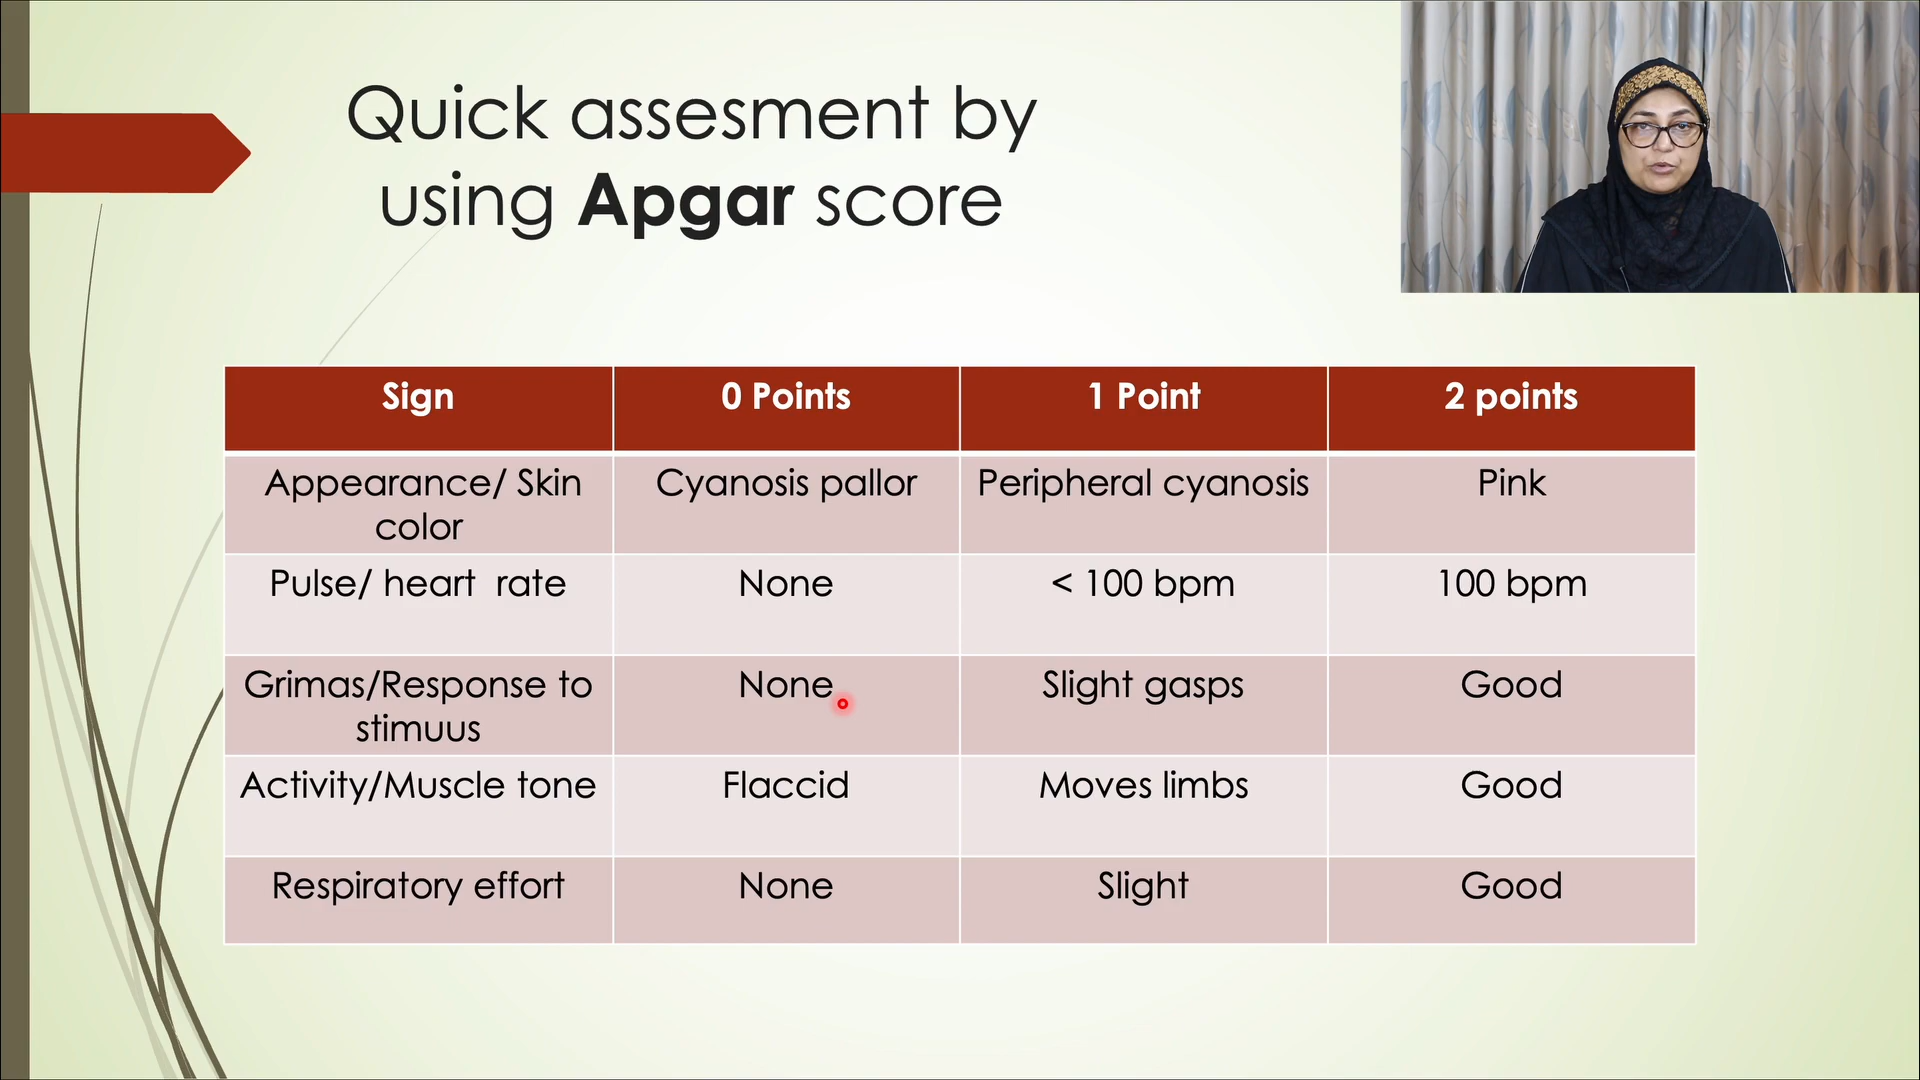 Quick assesment by
using Apgar score
Sign 0 Points 1 Point 2 points
Appearance/ Skin color Cyanosis pallor Peripheral cyanosis Pink
Pulse/ heart rate None < 100 bpm 100 bpm
Grimas/Response to stimuus None Slight gasps Good
Activity/Muscle tone Flaccid Moves limbs Good
Respiratory effort None Slight Good